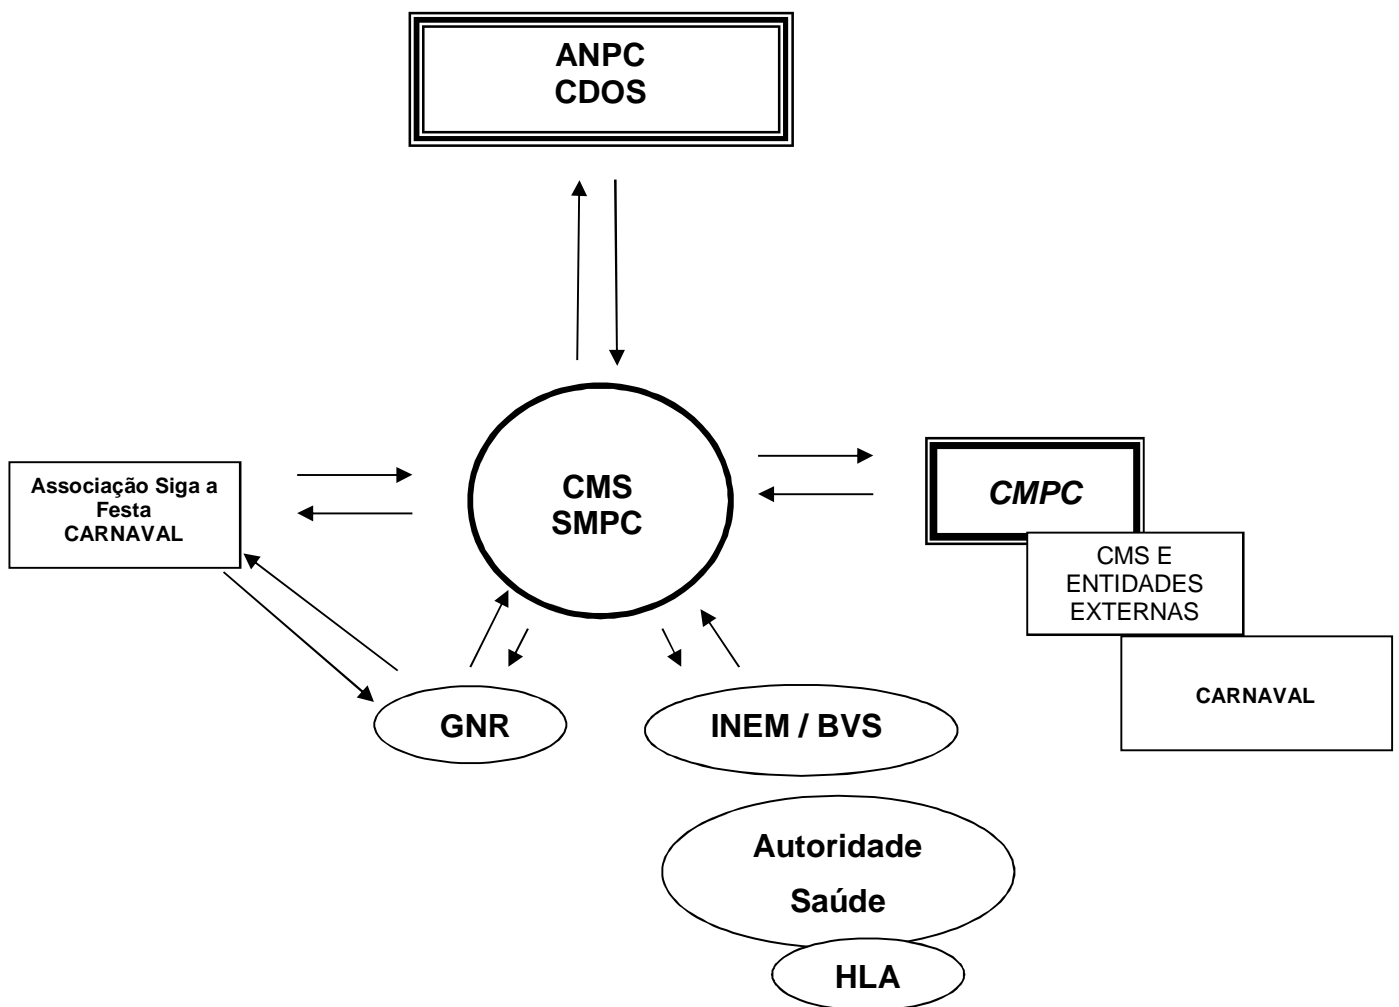 ANPC
CDOS
CMS
SMPC
Associação Siga a
Festa
CARNAVAL
CMPC
CMS E
ENTIDADES
EXTERNAS
CARNAVAL
GNR
INEM / BVS
Autoridade
Saúde
HLA